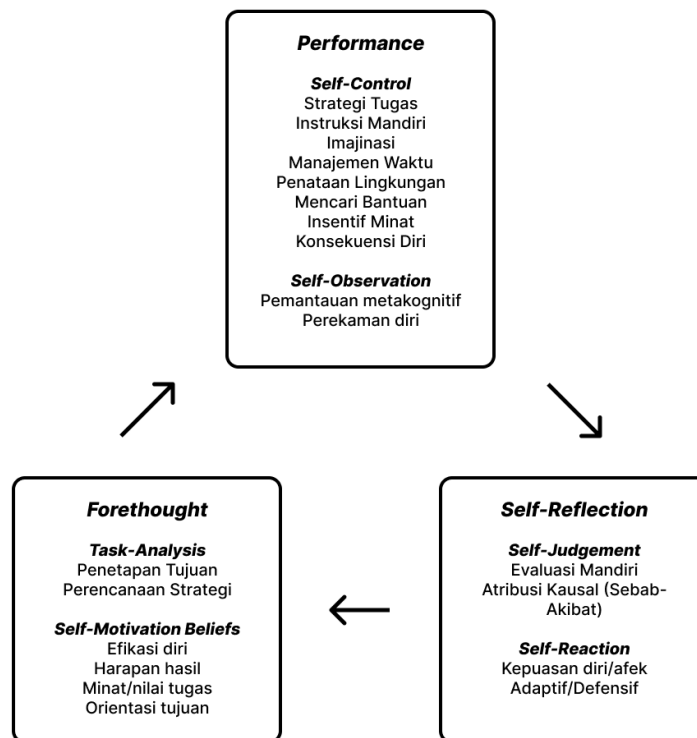 Performance
Self-Control
Strategi Tugas
Instruksi Mandiri
Imajinasi
Manajemen Waktu
Penataan Lingkungan
Mencari Bantuan
Insentif Minat
Konsekuensi Diri
Self-Observation
Pemantauan metakognitif
Perekaman diri
Forethought
Task-Analysis
Penetapan Tujuan
Perencanaan Strategi
Self-Motivation Beliefs
Efikasi diri
Harapan hasil
Minat/nilai tugas
Orientasi tujuan
Self-Reflection
Self-Judgement
Evaluasi Mandiri
Atribusi Kausal (Sebab-
Akibat)
Self-Reaction
Kepuasan diri/afek
Adaptif/Defensif